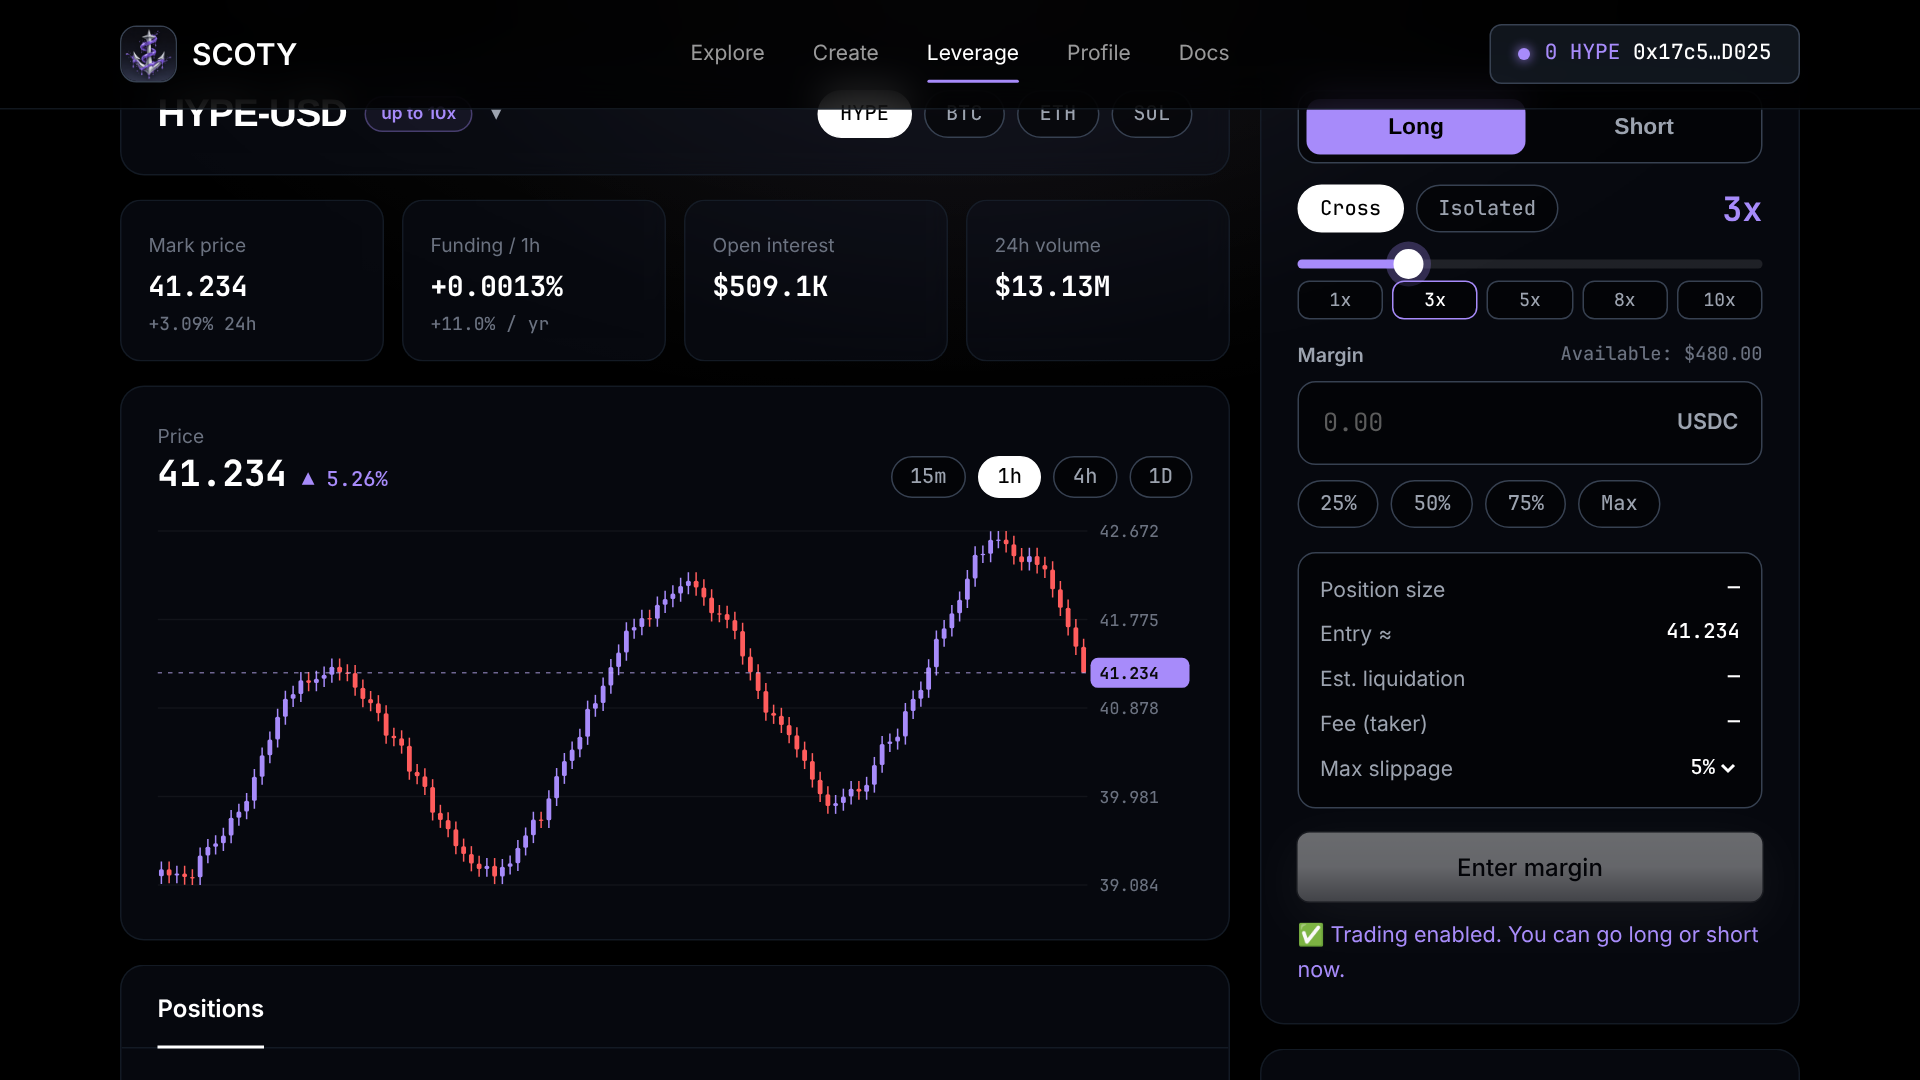 SCOTY
Explore
Create
Leverage
Profile
Docs
0 HYPE 0x17c5…D025
HYPE-USD
up to 10x
▼
HYPE
BTC
ETH
SOL
Mark price
41.234
+3.09% 24h
Funding / 1h
+0.0013%
+11.0% / yr
Open interest
$509.1K
24h volume
$13.13M
Price
41.234 ▲ 5.26%
15m
1h
4h
1D
42.672
41.775
41.234
40.878
39.981
39.084
Positions
Long
Short
Cross
Isolated
3x
1x
3x
5x
8x
10x
Margin
Available: $480.00
0.00
USDC
25%
50%
75%
Max
Position size –
Entry ≈ 41.234
Est. liquidation –
Fee (taker) –
Max slippage 5%
Enter margin
✅ Trading enabled. You can go long or short
now.